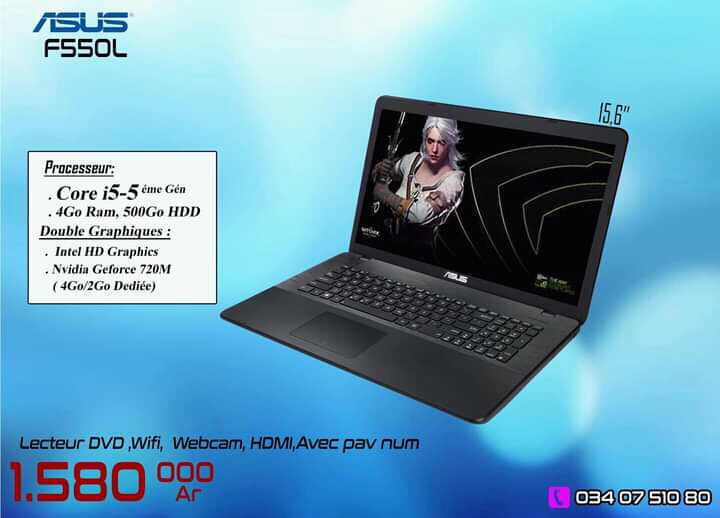 ASUS
F550L
15,6"
Processeur:
. Core i5-5 éme Gén
. 4Go Ram, 500Go HDD
Double Graphiques :
. Intel HD Graphics
. Nvidia Geforce 720M
( 4Go/2Go Dediée)
ASUS
Lecteur DVD ,Wifi, Webcam, HDMI,Avec pav num
1.580 000
Ar
034 07 510 80